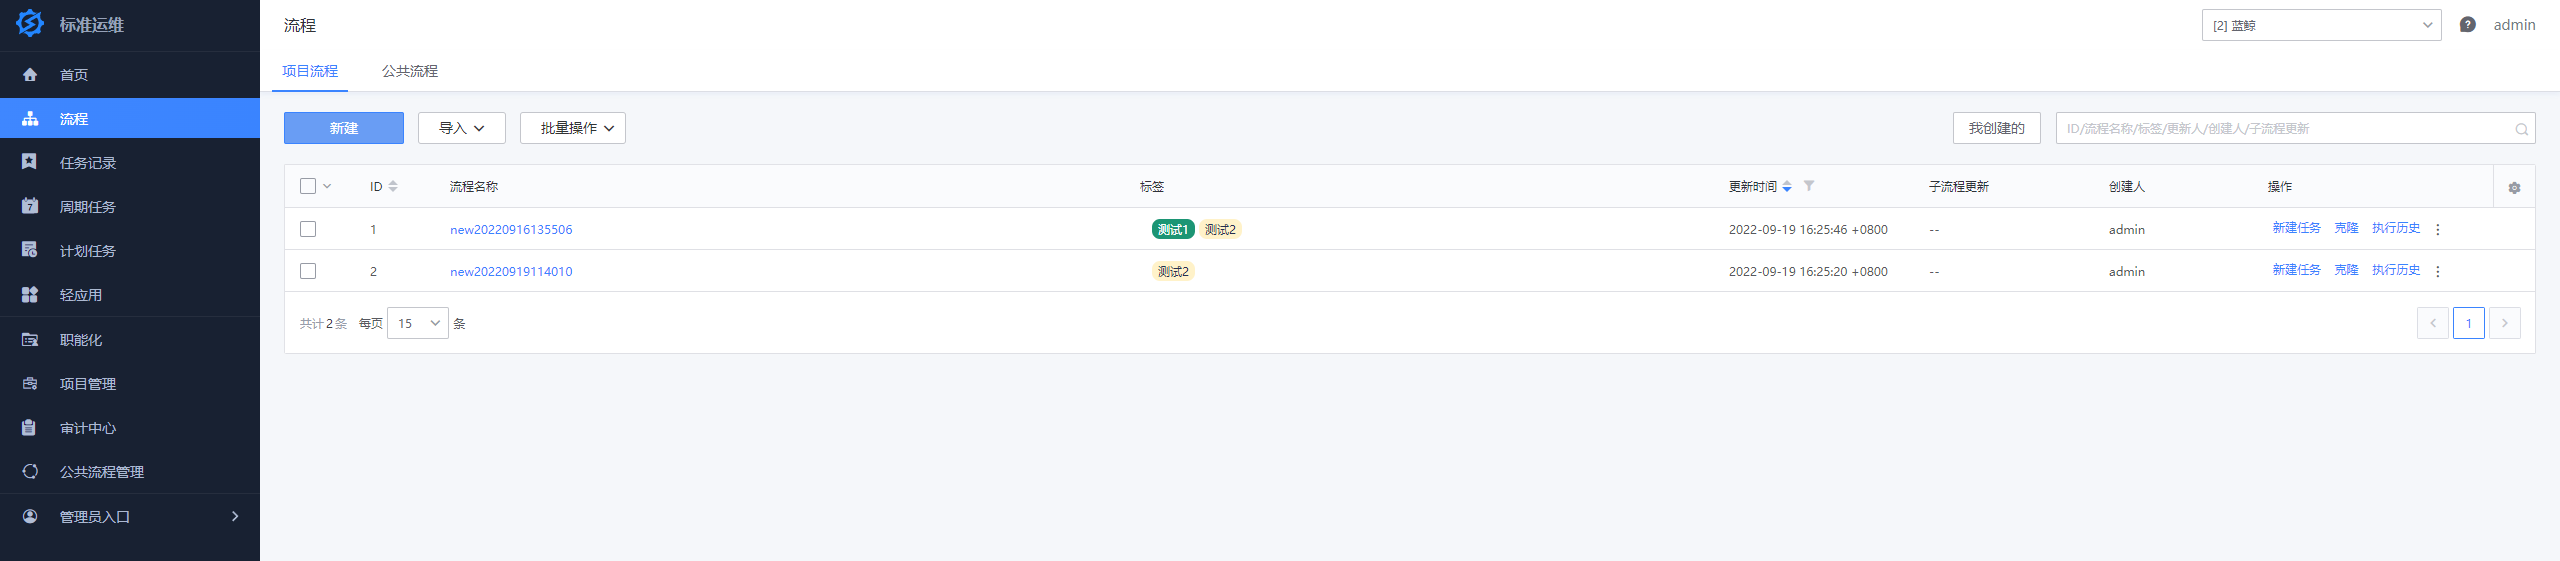 标准运维
首页
流程
任务记录
周期任务
计划任务
轻应用
职能化
项目管理
审计中心
公共流程管理
管理员入口
流程
[2] 蓝鲸
admin
项目流程 公共流程
新建 导入 批量操作 我创建的 ID/流程名称/标签/更新人/创建人/子流程更新
ID 流程名称 标签 更新时间 子流程更新 创建人 操作
1 new20220916135506 测试1 测试2 2022-09-19 16:25:46 +0800 -- admin 新建任务 克隆 执行历史
2 new20220919114010 测试2 2022-09-19 16:25:20 +0800 -- admin 新建任务 克隆 执行历史
共计2条 每页 15 条 1